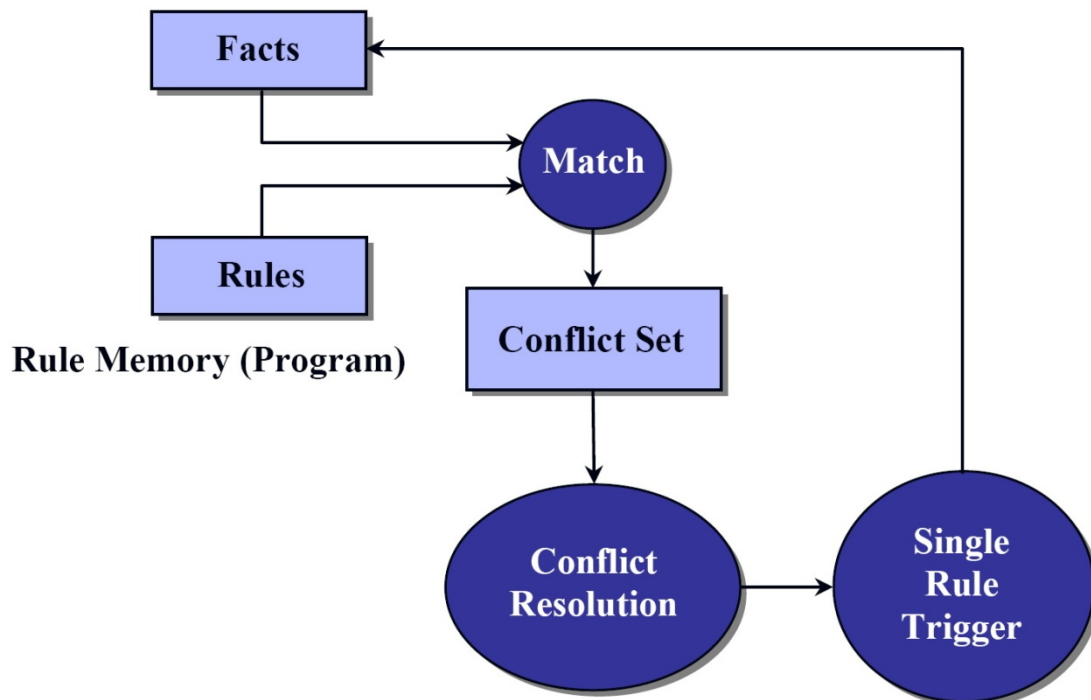 Facts
Match
Rules
Conflict Set
Rule Memory (Program)
Conflict
Resolution
Single
Rule
Trigger